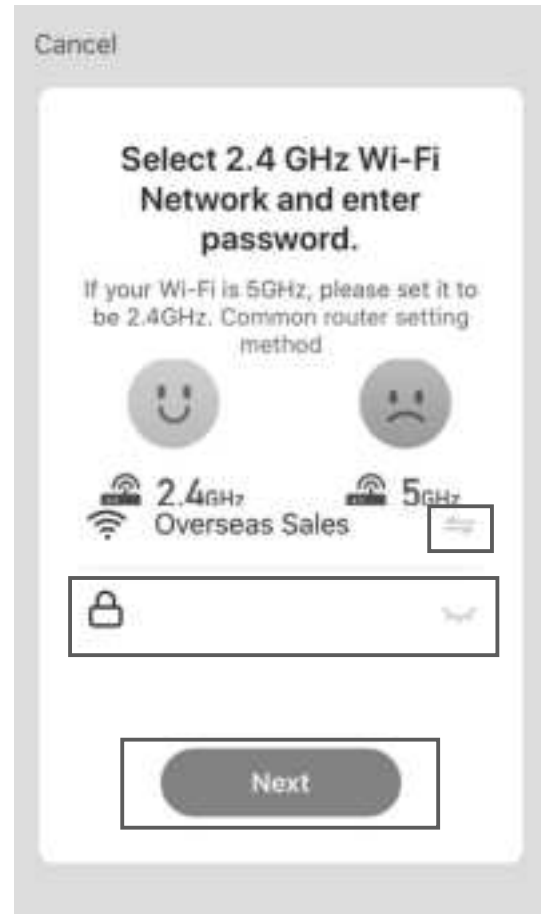 Cancel
Select 2.4 GHz Wi-Fi
Network and enter
password.
If your Wi-Fi is 5GHz, please set it to
be 2.4GHz. Common router setting
method
2.4GHz 5GHz
Overseas Sales
Next